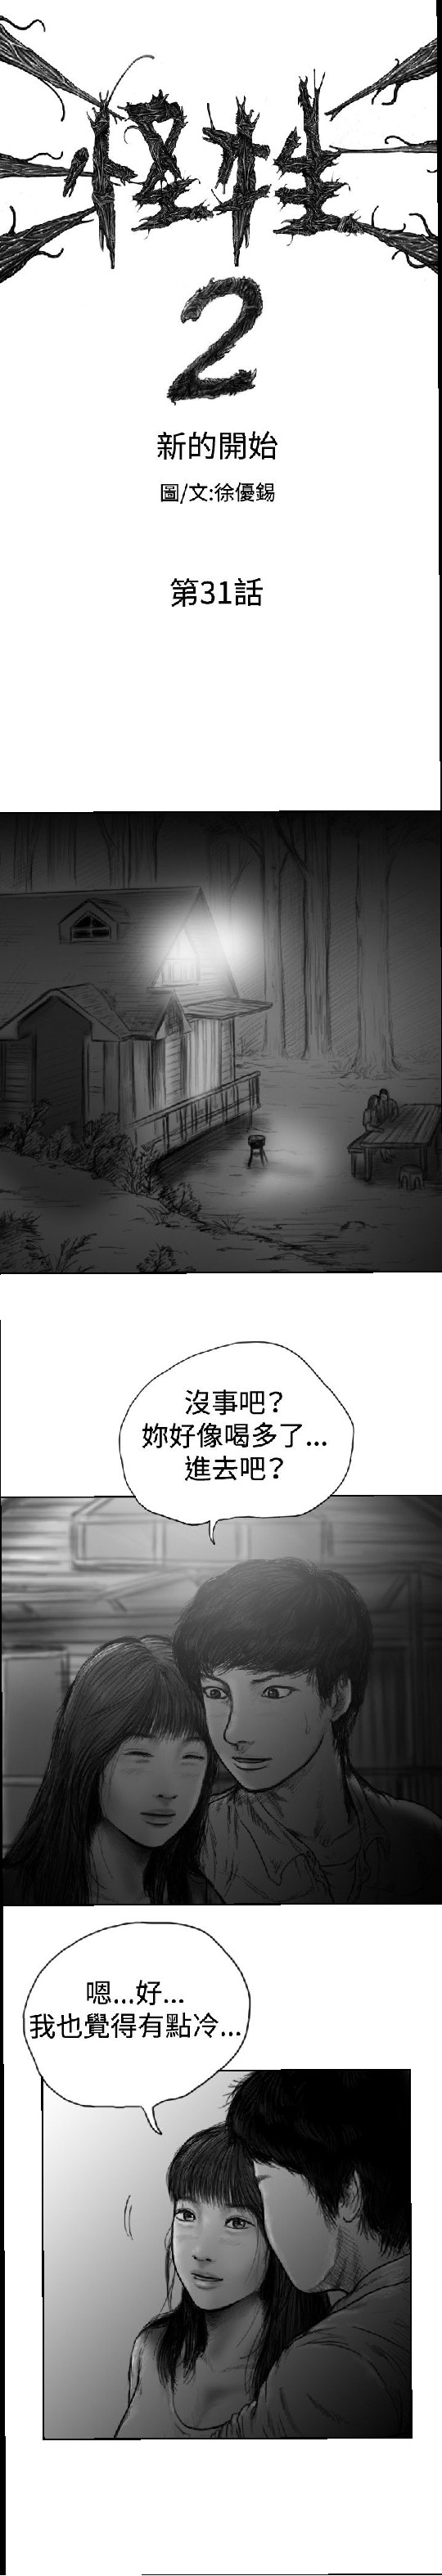 怪牲
2
新的開始
圖/文:徐優錫
第31話
沒事吧?
妳好像喝多了...
進去吧?
嗯...好...
我也覺得有點冷...